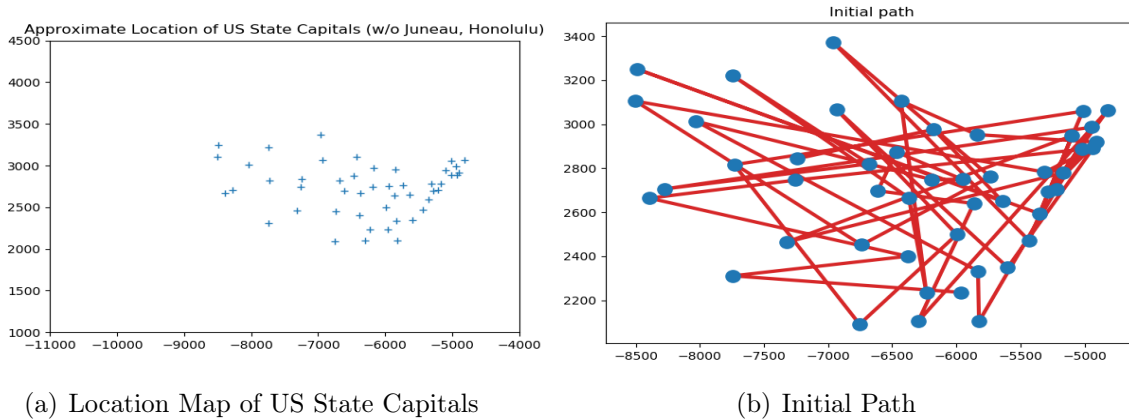 Approximate Location of US State Capitals (w/o Juneau, Honolulu)
4500
4000
3500
3000
2500
2000
1500
1000
−11000 −10000 −9000 −8000 −7000 −6000 −5000 −4000
(a) Location Map of US State Capitals
Initial path
3400
3200
3000
2800
2600
2400
2200
−8500 −8000 −7500 −7000 −6500 −6000 −5500 −5000
(b) Initial Path